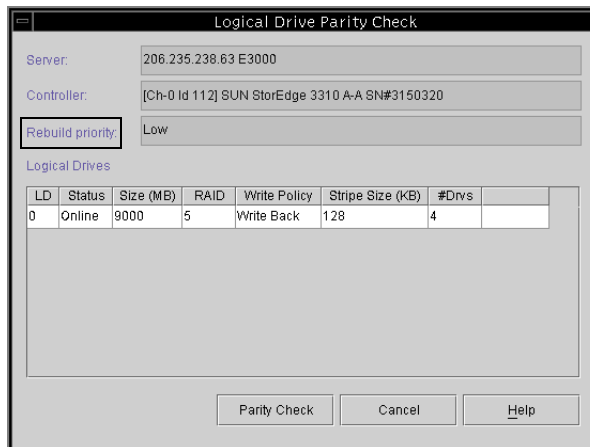 Logical Drive Parity Check
Server: 206.235.238.63 E3000
Controller: [Ch-0 Id 112] SUN StorEdge 3310 A-A SN#3150320
Rebuild priority: Low
Logical Drives
LD Status Size (MB) RAID Write Policy Stripe Size (KB) #Drvs
0 Online 9000 5 Write Back 128 4
Parity Check Cancel Help